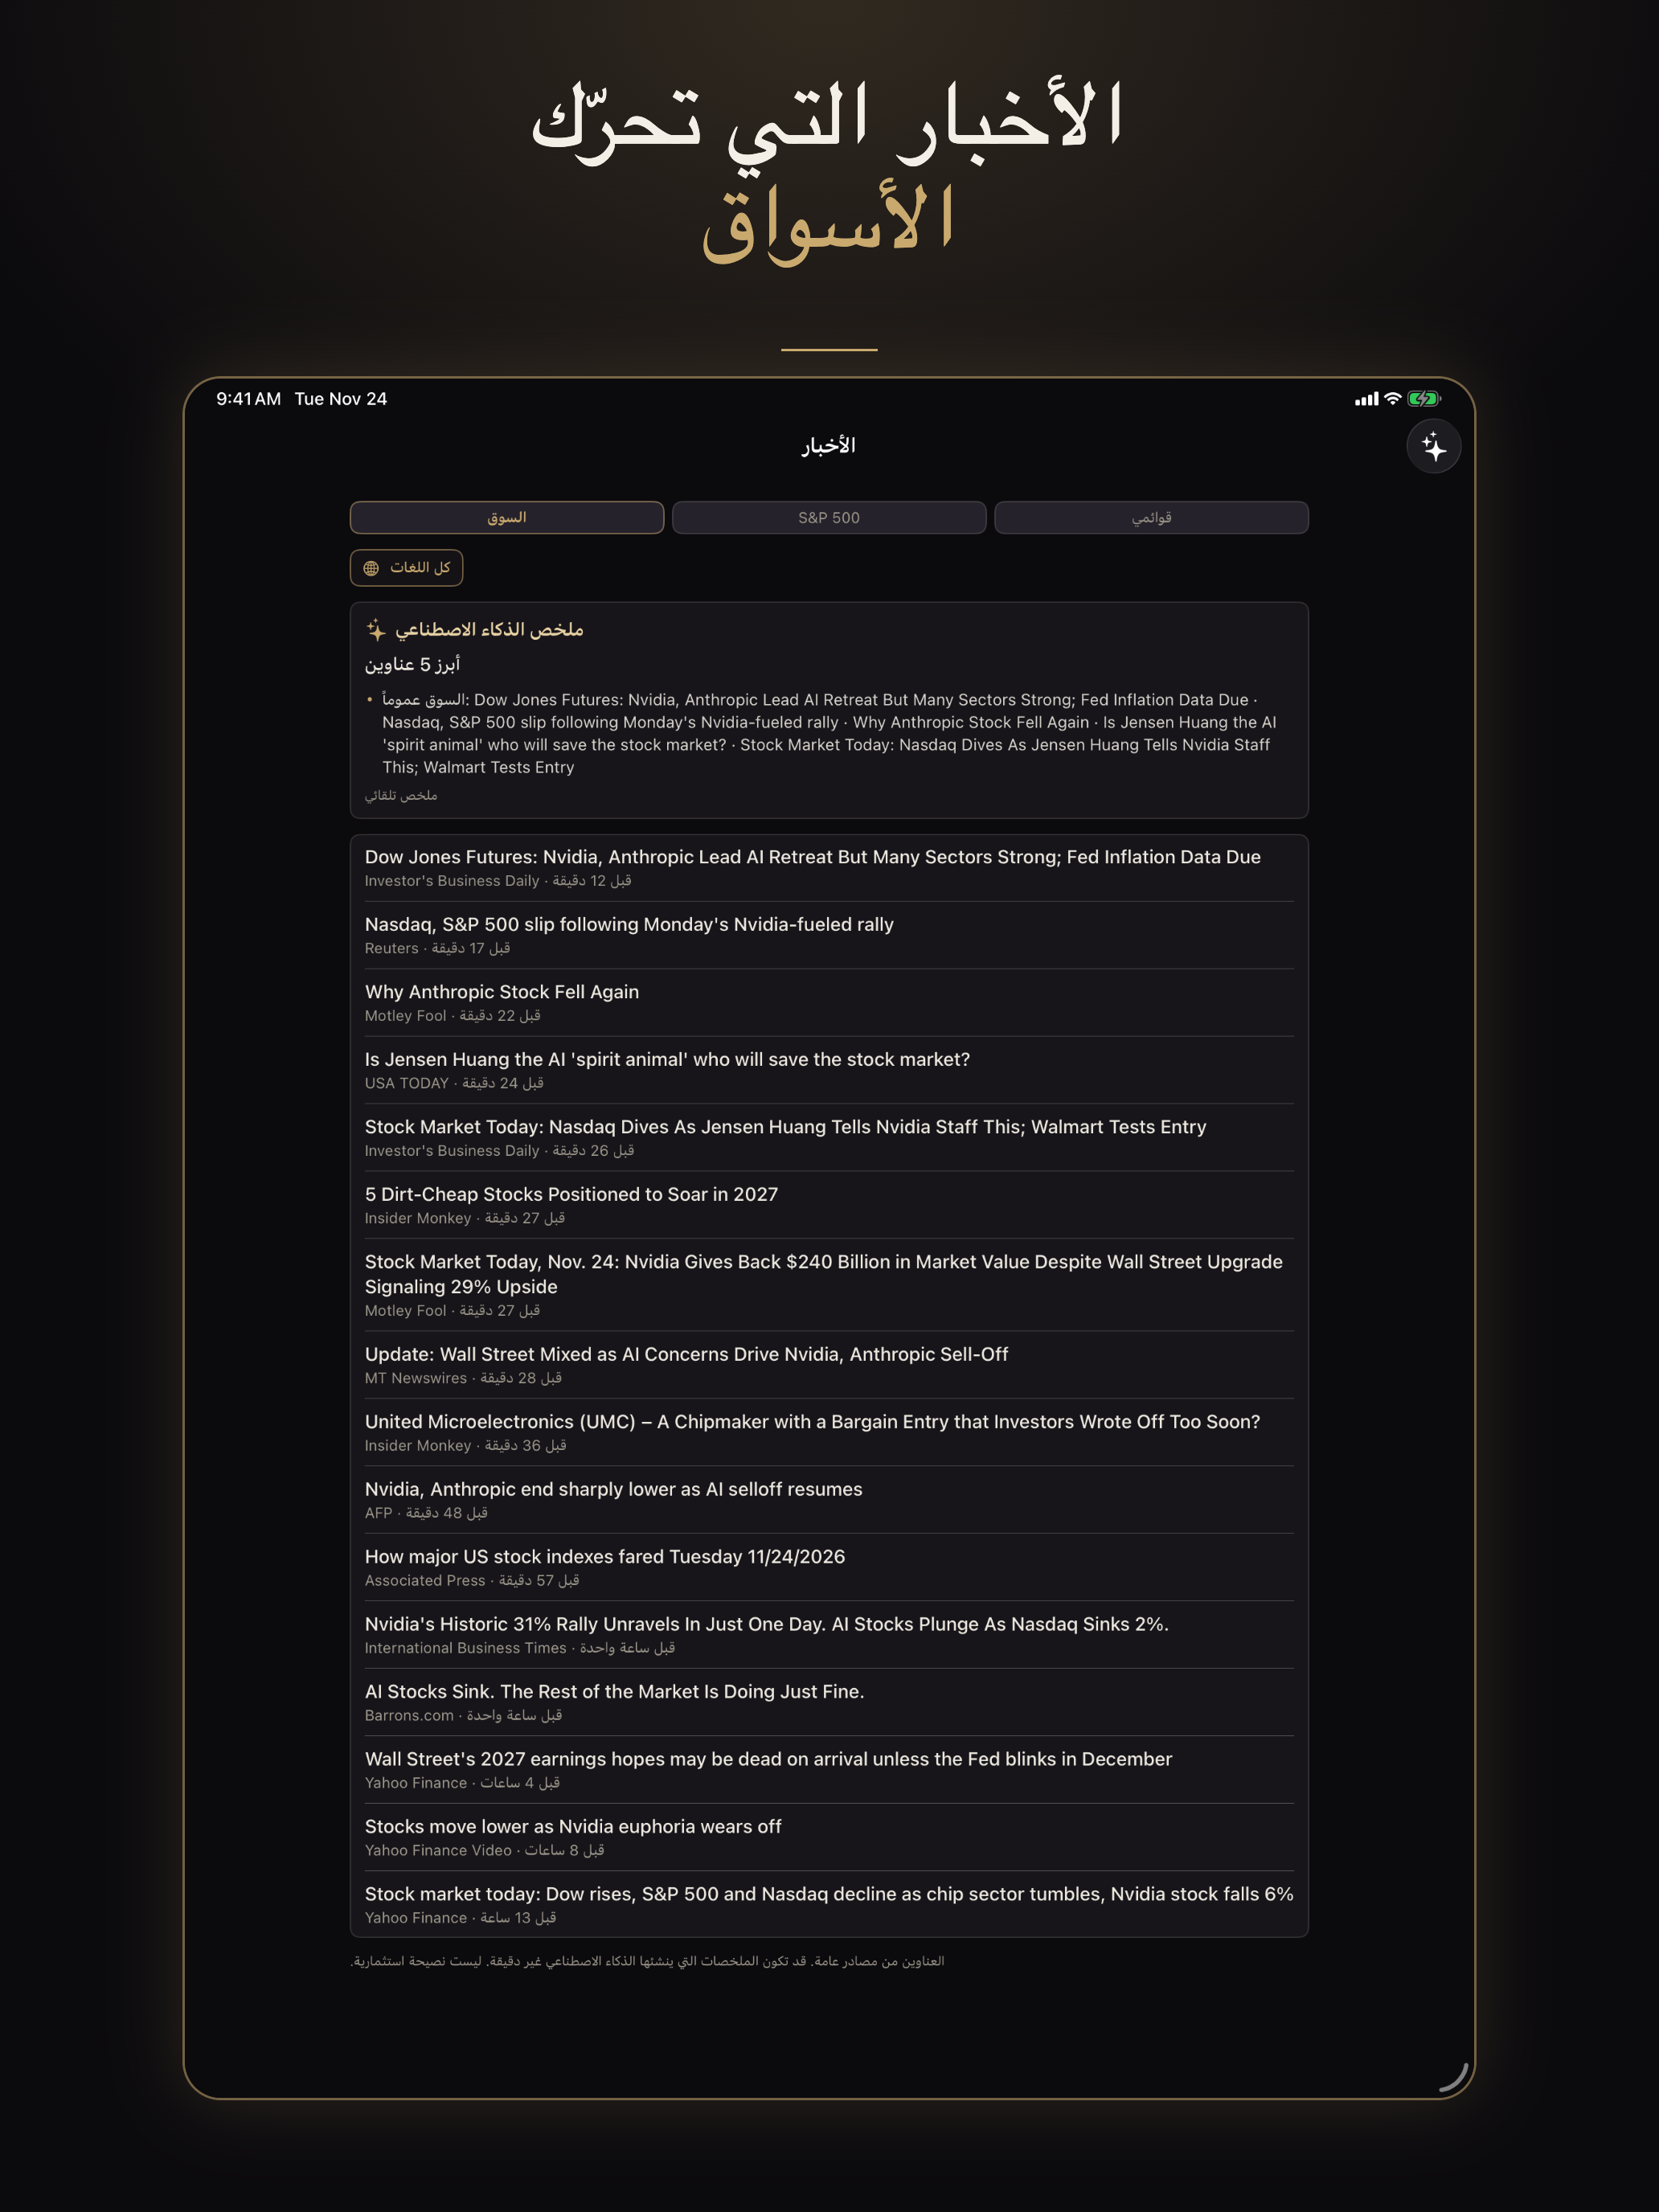 الأخبار التي تحرّك
الأسواق
9:41 AM Tue Nov 24
الأخبار
السوق
S&P 500
قوائمي
كل اللغات
ملخص الذكاء الاصطناعي
أبرز 5 عناوين
• السوق عموماً: Dow Jones Futures: Nvidia, Anthropic Lead AI Retreat But Many Sectors Strong; Fed Inflation Data Due ·
Nasdaq, S&P 500 slip following Monday's Nvidia-fueled rally · Why Anthropic Stock Fell Again · Is Jensen Huang the AI
'spirit animal' who will save the stock market? · Stock Market Today: Nasdaq Dives As Jensen Huang Tells Nvidia Staff
This; Walmart Tests Entry
ملخص تلقائي
Dow Jones Futures: Nvidia, Anthropic Lead AI Retreat But Many Sectors Strong; Fed Inflation Data Due
Investor's Business Daily · قبل 12 دقيقة
Nasdaq, S&P 500 slip following Monday's Nvidia-fueled rally
Reuters · قبل 17 دقيقة
Why Anthropic Stock Fell Again
Motley Fool · قبل 22 دقيقة
Is Jensen Huang the AI 'spirit animal' who will save the stock market?
USA TODAY · قبل 24 دقيقة
Stock Market Today: Nasdaq Dives As Jensen Huang Tells Nvidia Staff This; Walmart Tests Entry
Investor's Business Daily · قبل 26 دقيقة
5 Dirt-Cheap Stocks Positioned to Soar in 2027
Insider Monkey · قبل 27 دقيقة
Stock Market Today, Nov. 24: Nvidia Gives Back $240 Billion in Market Value Despite Wall Street Upgrade
Signaling 29% Upside
Motley Fool · قبل 27 دقيقة
Update: Wall Street Mixed as AI Concerns Drive Nvidia, Anthropic Sell-Off
MT Newswires · قبل 28 دقيقة
United Microelectronics (UMC) – A Chipmaker with a Bargain Entry that Investors Wrote Off Too Soon?
Insider Monkey · قبل 36 دقيقة
Nvidia, Anthropic end sharply lower as AI selloff resumes
AFP · قبل 48 دقيقة
How major US stock indexes fared Tuesday 11/24/2026
Associated Press · قبل 57 دقيقة
Nvidia's Historic 31% Rally Unravels In Just One Day. AI Stocks Plunge As Nasdaq Sinks 2%.
International Business Times · قبل ساعة واحدة
AI Stocks Sink. The Rest of the Market Is Doing Just Fine.
Barrons.com · قبل ساعة واحدة
Wall Street's 2027 earnings hopes may be dead on arrival unless the Fed blinks in December
Yahoo Finance · قبل 4 ساعات
Stocks move lower as Nvidia euphoria wears off
Yahoo Finance Video · قبل 8 ساعات
Stock market today: Dow rises, S&P 500 and Nasdaq decline as chip sector tumbles, Nvidia stock falls 6%
Yahoo Finance · قبل 13 ساعة
العناوين من مصادر عامة. قد تكون الملخصات التي ينشئها الذكاء الاصطناعي غير دقيقة. ليست نصيحة استثمارية.